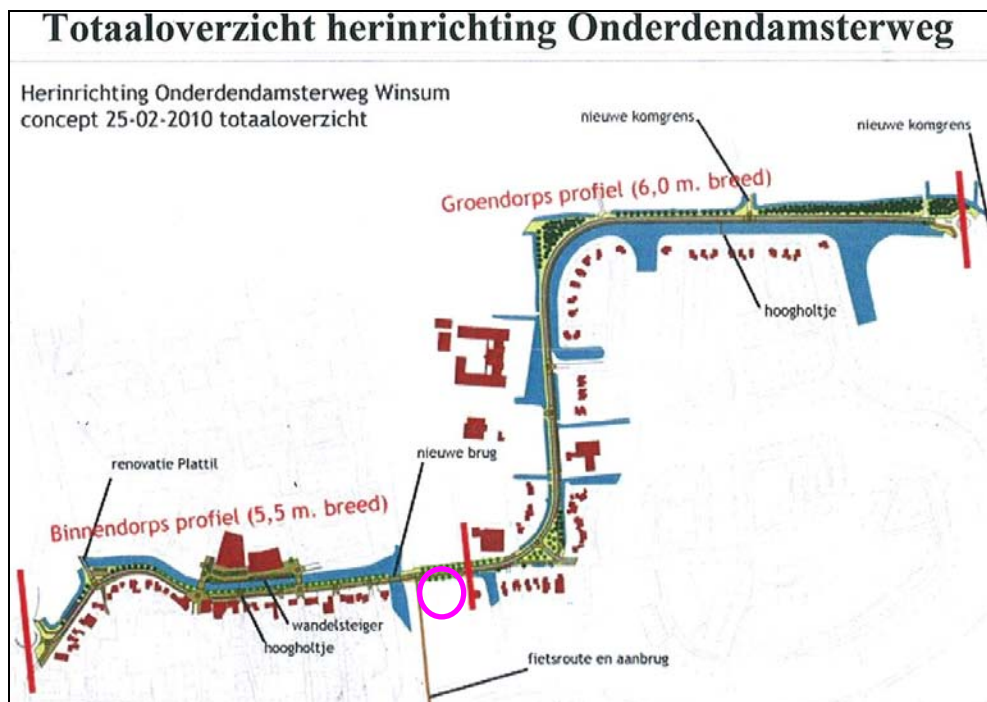 Totaaloverzicht herinrichting Onderdendamsterweg
Herinrichting Onderdendamsterweg Winsum
concept 25-02-2010 totaaloverzicht
nieuwe komgrens
nieuwe komgrens
Groendorps profiel (6,0 m. breed)
hoogholtje
renovatie Plattil
nieuwe brug
Binnendorps profiel (5,5 m. breed)
wandelsteiger
hoogholtje
fietsroute en aanbrug